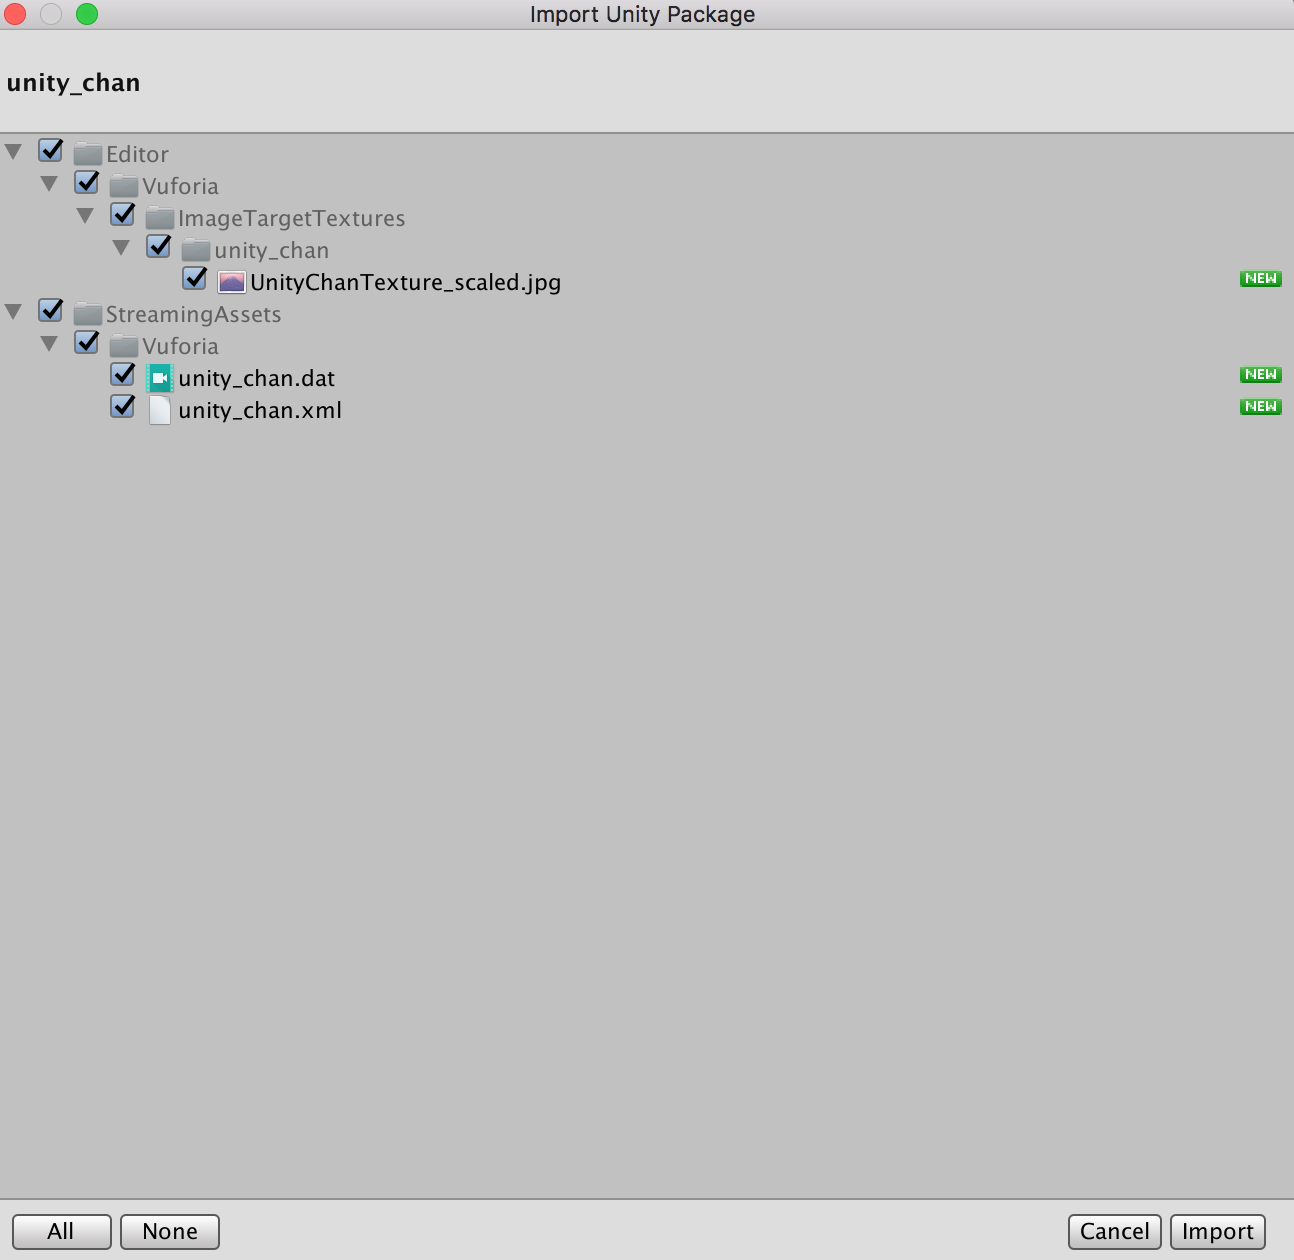 Import Unity Package
unity_chan
Editor
Vuforia
ImageTargetTextures
unity_chan
UnityChanTexture_scaled.jpg NEW
StreamingAssets
Vuforia
unity_chan.dat NEW
unity_chan.xml NEW
All None Cancel Import